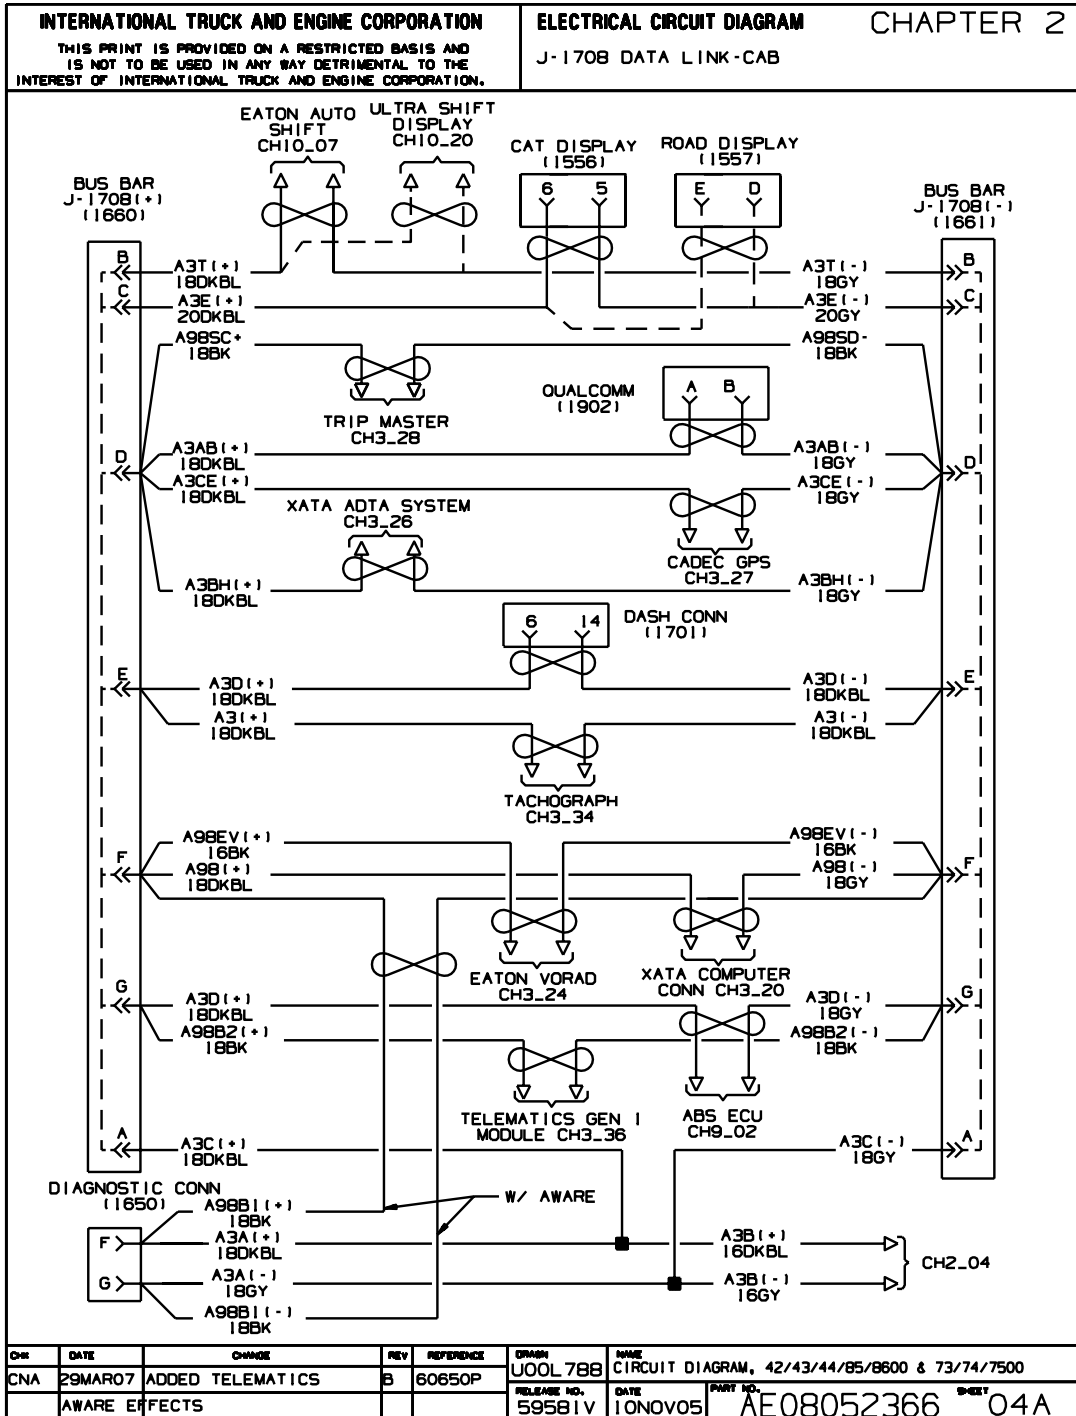 INTERNATIONAL TRUCK AND ENGINE CORPORATION
THIS PRINT IS PROVIDED ON A RESTRICTED BASIS AND
IS NOT TO BE USED IN ANY WAY DETRIMENTAL TO THE
INTEREST OF INTERNATIONAL TRUCK AND ENGINE CORPORATION.
ELECTRICAL CIRCUIT DIAGRAM
J-1708 DATA LINK-CAB
CHAPTER 2
EATON AUTO
SHIFT
CH10_07
ULTRA SHIFT
DISPLAY
CH10_20
CAT DISPLAY
(1556)
6 5
ROAD DISPLAY
(1557)
E D
BUS BAR
J-1708(+)
(1660)
BUS BAR
J-1708(-)
(1661)
B
A3T(+)
18DKBL
A3T(-)
18GY
B
C
A3E(+)
20DKBL
A3E(-)
20GY
C
A98SC+
18BK
A98SD-
18BK
TRIP MASTER
CH3_28
QUALCOMM
(1902)
A B
D
A3AB(+)
18DKBL
A3AB(-)
18GY
D
A3CE(+)
18DKBL
A3CE(-)
18GY
XATA ADTA SYSTEM
CH3_26
CADEC GPS
CH3_27
A3BH(+)
18DKBL
A3BH(-)
18GY
6 14
DASH CONN
(1701)
E
A3D(+)
18DKBL
A3D(-)
18DKBL
E
A3(+)
18DKBL
A3(-)
18DKBL
TACHOGRAPH
CH3_34
A98EV(+)
16BK
A98EV(-)
16BK
F
A98(+)
18DKBL
A98(-)
18GY
F
EATON VORAD
CH3_24
XATA COMPUTER
CONN CH3_20
G
A3D(+)
18DKBL
A3D(-)
18GY
G
A98B2(+)
18BK
A98B2(-)
18BK
TELEMATICS GEN 1
MODULE CH3_36
ABS ECU
CH9_02
A
A3C(+)
18DKBL
A3C(-)
18GY
A
DIAGNOSTIC CONN
(1650)
A98B1(+)
18BK
W/ AWARE
F
A3A(+)
18DKBL
A3B(+)
16DKBL
CH2_04
G
A3A(-)
18GY
A3B(-)
16GY
A98B1(-)
18BK
CHK DATE CHANGE REV REFERENCE DRAWN NAME
CNA 29MAR07 ADDED TELEMATICS B 60650P U00L788 CIRCUIT DIAGRAM, 42/43/44/85/8600 & 73/74/7500
AWARE EFFECTS
RELEASE NO. DATE PART NO. SHEET
59581V 10NOV05 AE08052366 04A